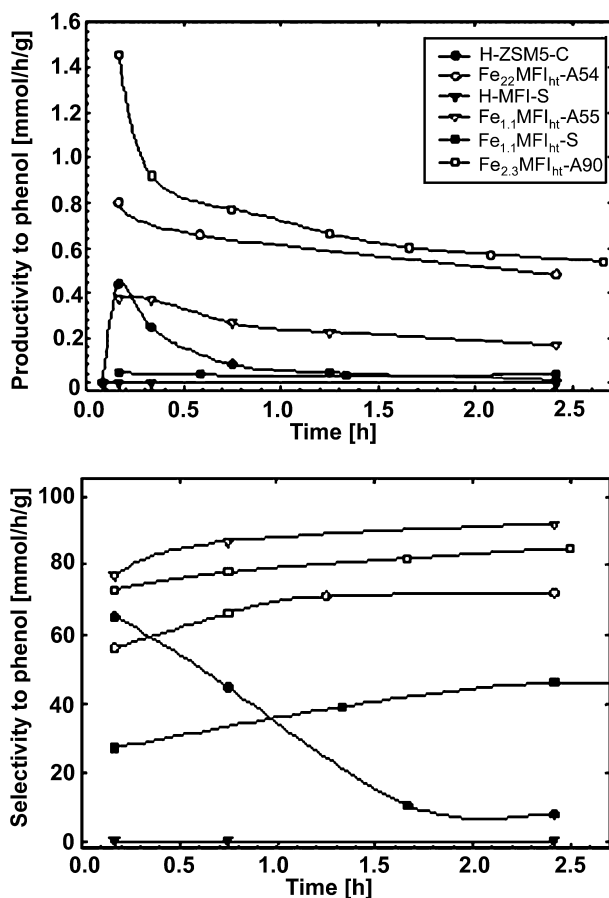 Productivity to phenol [mmol/h/g]
1.6
1.4
1.2
1.0
0.8
0.6
0.4
0.2
0
H-ZSM5-C
Fe22MFIht-A54
H-MFI-S
Fe1.1MFIht-A55
Fe1.1MFIht-S
Fe2.3MFIht-A90
0.0 0.5 1.0 1.5 2.0 2.5
Time [h]
Selectivity to phenol [mmol/h/g]
100
80
60
40
20
0
0.0 0.5 1.0 1.5 2.0 2.5
Time [h]